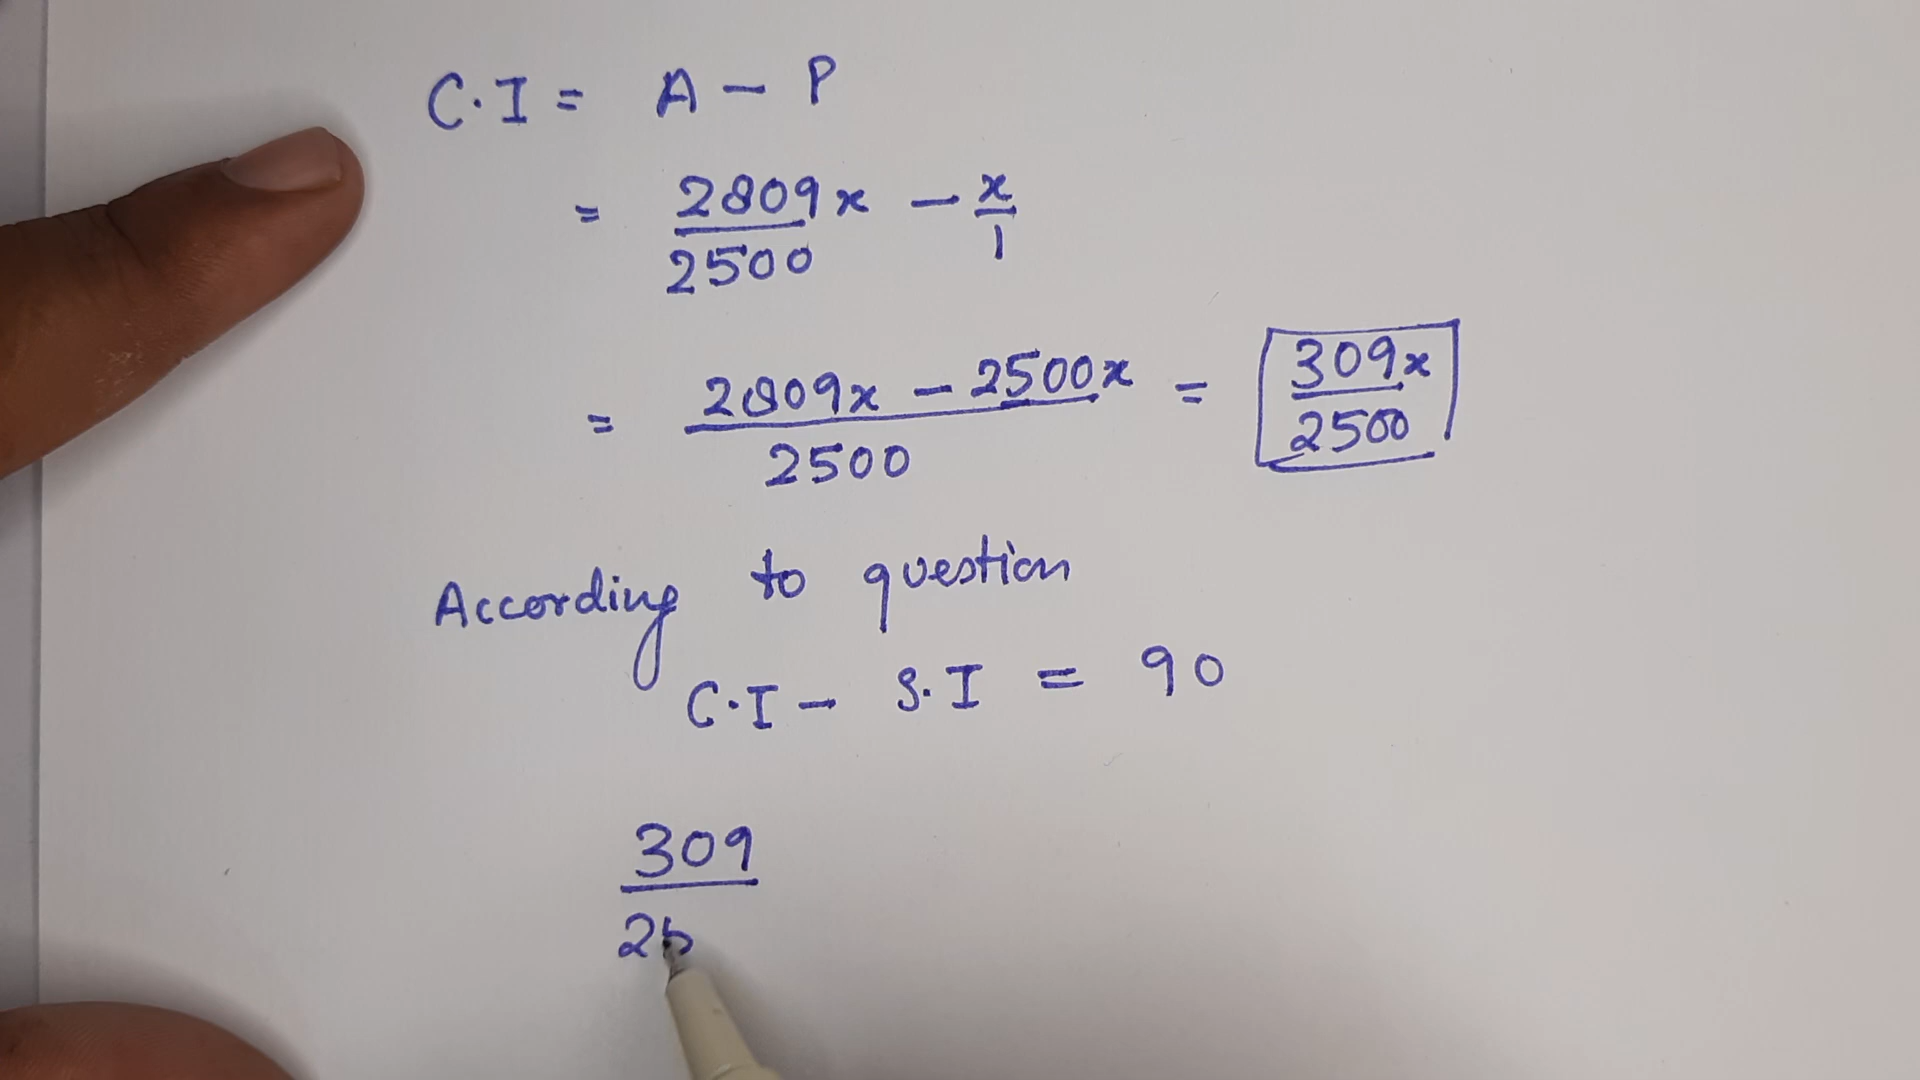 C.I = A - P
= 2809x/2500 - x/1
= (2809x - 2500x)/2500 = 309x/2500
According to question
C.I - S.I = 90
309/25